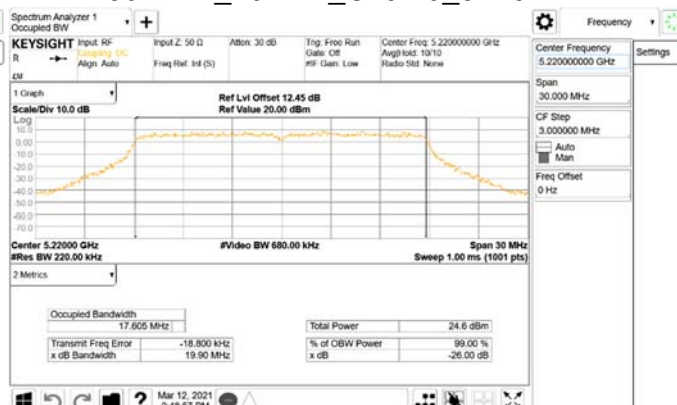 Spectrum Analyzer 1
Occupied BW
Frequency
KEYSIGHT
Input: RF
Coupling: DC
Align: Auto
Input Z: 50 Ω
Freq Ref: Int (S)
Atten: 30 dB
Trig: Free Run
Gate: Off
#IF Gain: Low
Center Freq: 5.220000000 GHz
Avg|Hold: 10/10
Radio Std: None
R
Center Frequency
5.220000000 GHz
Settings
Span
30.000 MHz
CF Step
3.000000 MHz
Auto
Man
Freq Offset
0 Hz
1 Graph
Scale/Div 10.0 dB
Ref Lvl Offset 12.45 dB
Ref Value 20.00 dBm
Log
10.0
0.00
-10.0
-20.0
-30.0
-40.0
-50.0
-60.0
-70.0
Center 5.22000 GHz
#Video BW 680.00 kHz
Span 30 MHz
#Res BW 220.00 kHz
Sweep 1.00 ms (1001 pts)
2 Metrics
Occupied Bandwidth
17.605 MHz
Total Power 24.6 dBm
Transmit Freq Error -18.800 kHz
% of OBW Power 99.00 %
x dB Bandwidth 19.90 MHz
x dB -26.00 dB
Mar 12, 2021